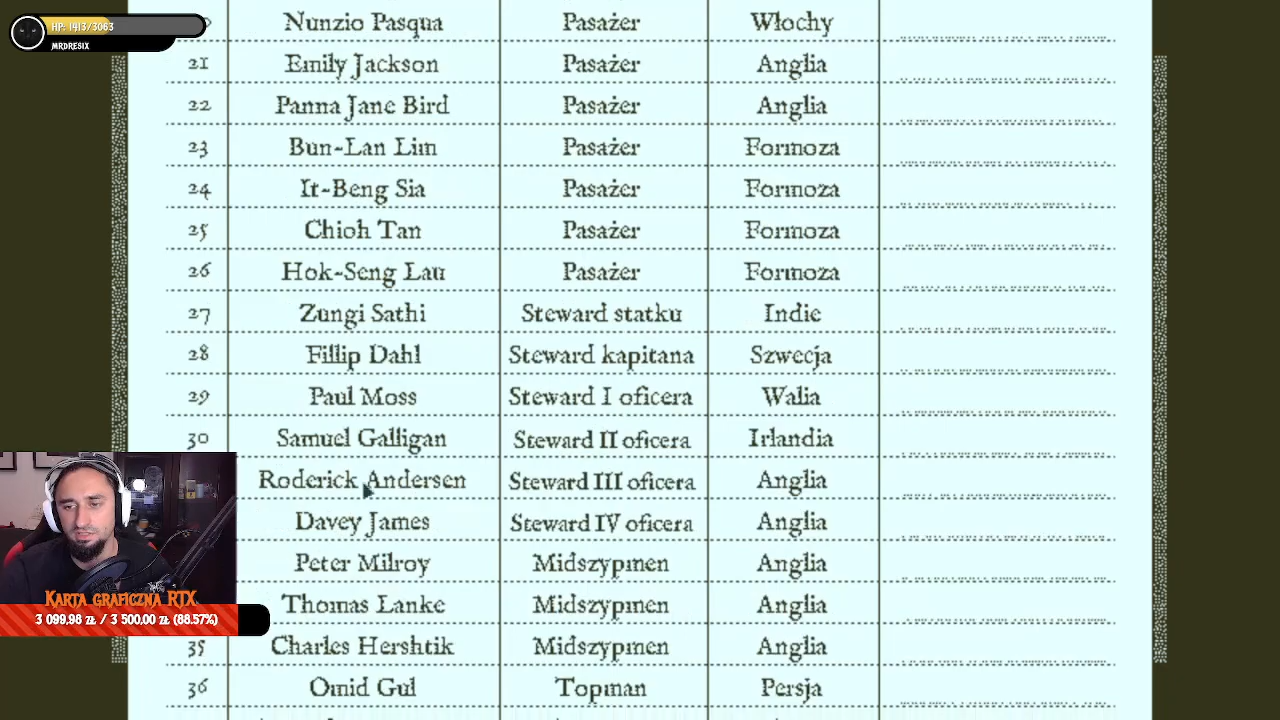 HP: 1413/3063
MRDRESIX
Nunzio Pasqua Pasażer Włochy
21 Emily Jackson Pasażer Anglia
22 Panna Jane Bird Pasażer Anglia
23 Bun-Lan Lim Pasażer Formoza
24 It-Beng Sia Pasażer Formoza
25 Chioh Tan Pasażer Formoza
26 Hok-Seng Lau Pasażer Formoza
27 Zungi Sathi Steward statku Indie
28 Fillip Dahl Steward kapitana Szwecja
29 Paul Moss Steward I oficera Walia
30 Samuel Galligan Steward II oficera Irlandia
Roderick Andersen Steward III oficera Anglia
Davey James Steward IV oficera Anglia
Peter Milroy Midszypmen Anglia
Thomas Lanke Midszypmen Anglia
35 Charles Hershtik Midszypmen Anglia
36 Omid Gul Topman Persja
Karta graficzna RTX
3 099,98 zł / 3 500,00 zł (88.57%)